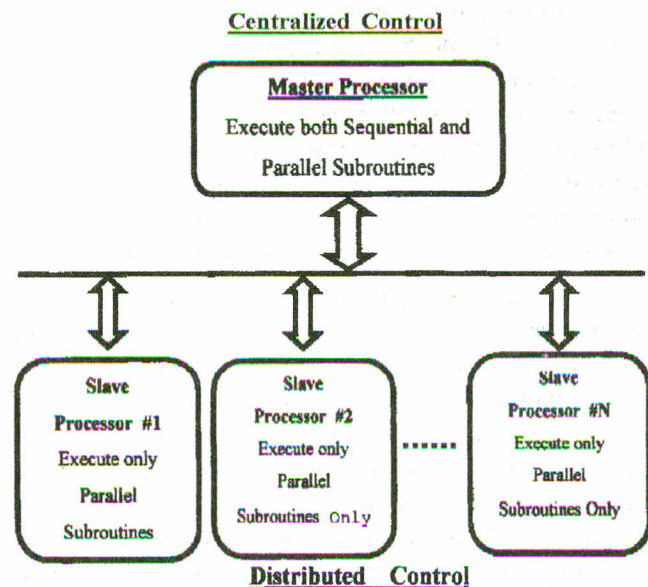 Centralized Control
Master Processor
Execute both Sequential and
Parallel Subroutines
Slave
Processor #1
Execute only
Parallel
Subroutines
Slave
Processor #2
Execute only
Parallel
Subroutines Only
Slave
Processor #N
Execute only
Parallel
Subroutines Only
Distributed Control